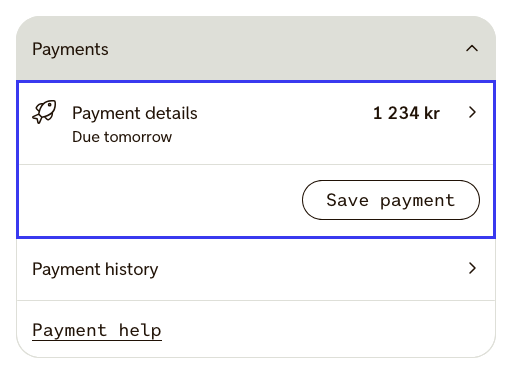 Payments
Payment details
1 234 kr
Due tomorrow
Save payment
Payment history
Payment help